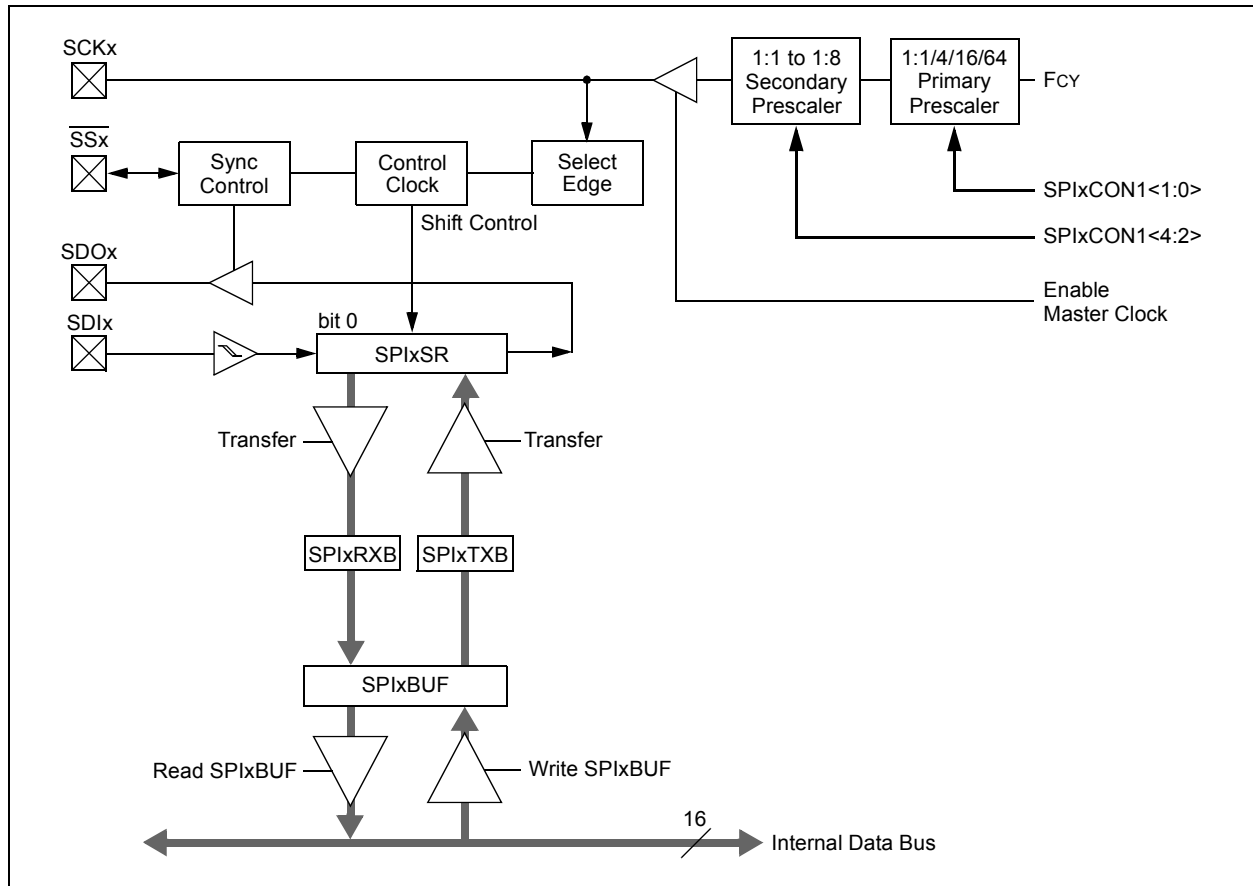 SCKx
1:1 to 1:8
Secondary
Prescaler
1:1/4/16/64
Primary
Prescaler
FCY
SSx
Sync
Control
Control
Clock
Select
Edge
SPIxCON1<1:0>
Shift Control
SPIxCON1<4:2>
SDOx
Enable
Master Clock
SDIx
bit 0
SPIxSR
Transfer
Transfer
SPIxRXB
SPIxTXB
SPIxBUF
Read SPIxBUF
Write SPIxBUF
16
Internal Data Bus